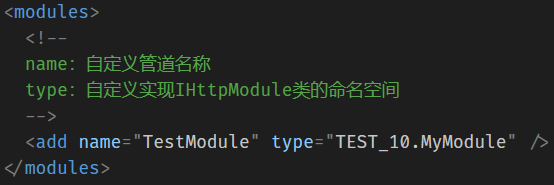 <modules>
<!--
name: 自定义管道名称
type: 自定义实现IHttpModule类的命名空间
-->
<add name="TestModule" type="TEST_10.MyModule" />
</modules>